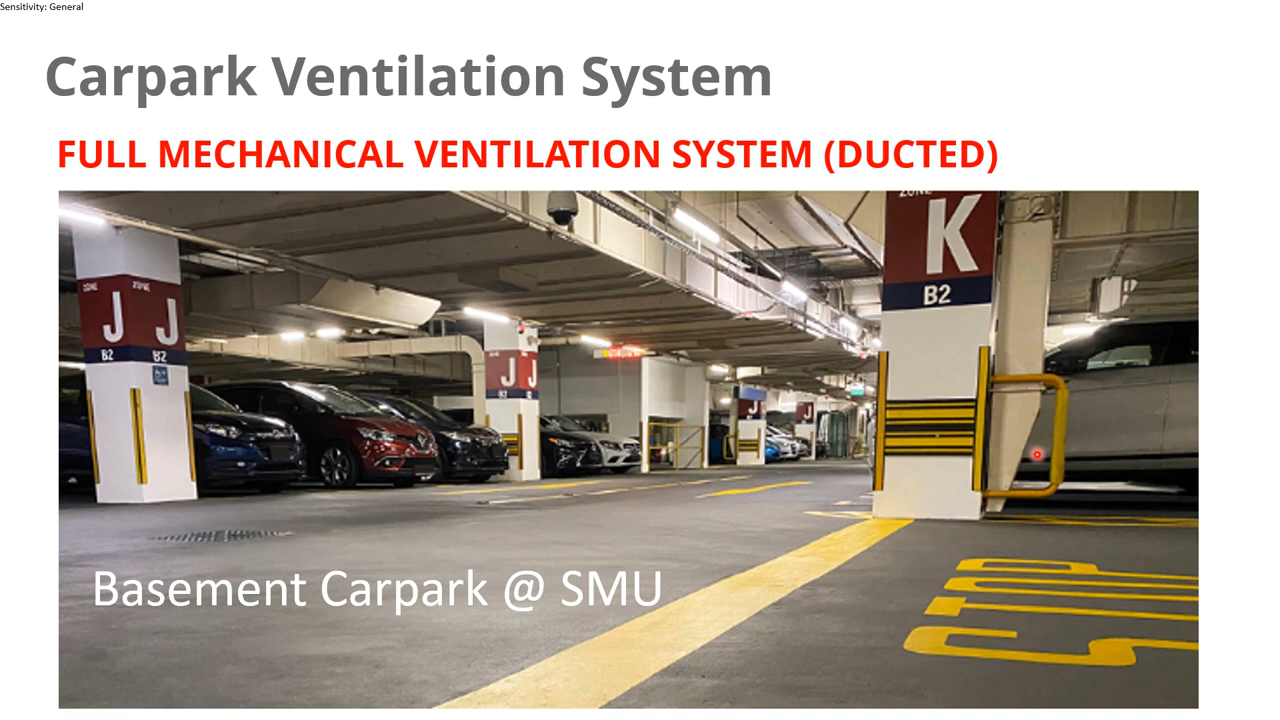 Sensitivity: General
Carpark Ventilation System
FULL MECHANICAL VENTILATION SYSTEM (DUCTED)
ZONE
K
B2
ZONE ZONE
J J
B2 B2
J J
J
J
Basement Carpark @ SMU
STOP